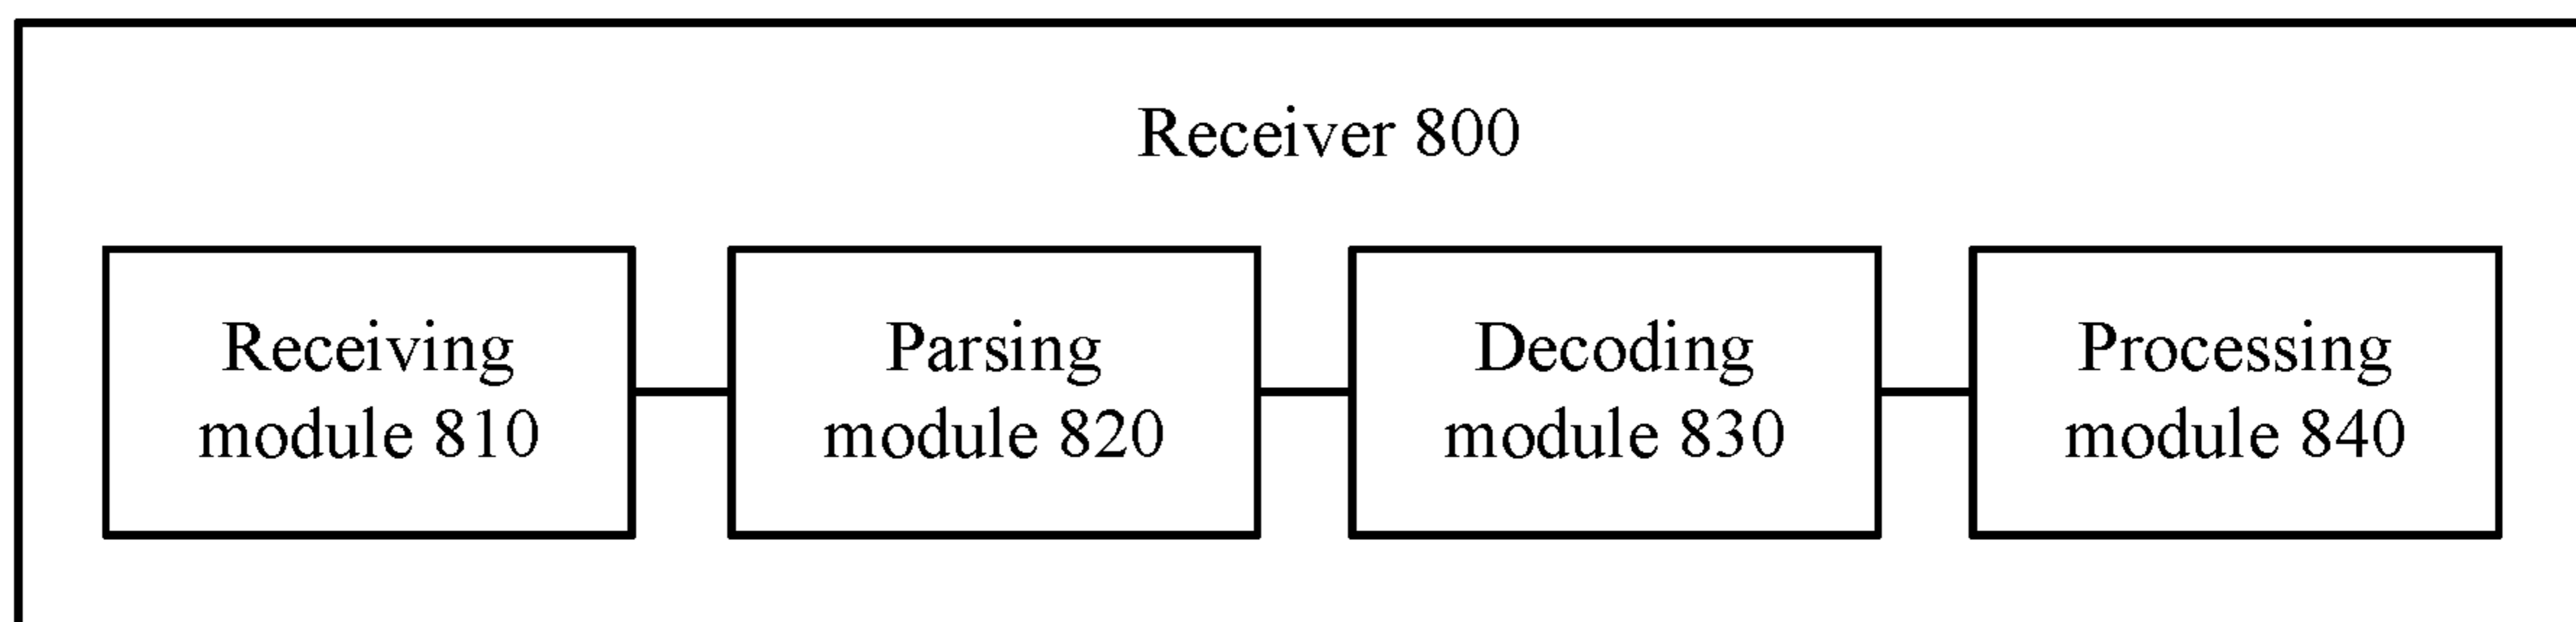 Receiver 800
Receiving
module 810
Parsing
module 820
Decoding
module 830
Processing
module 840